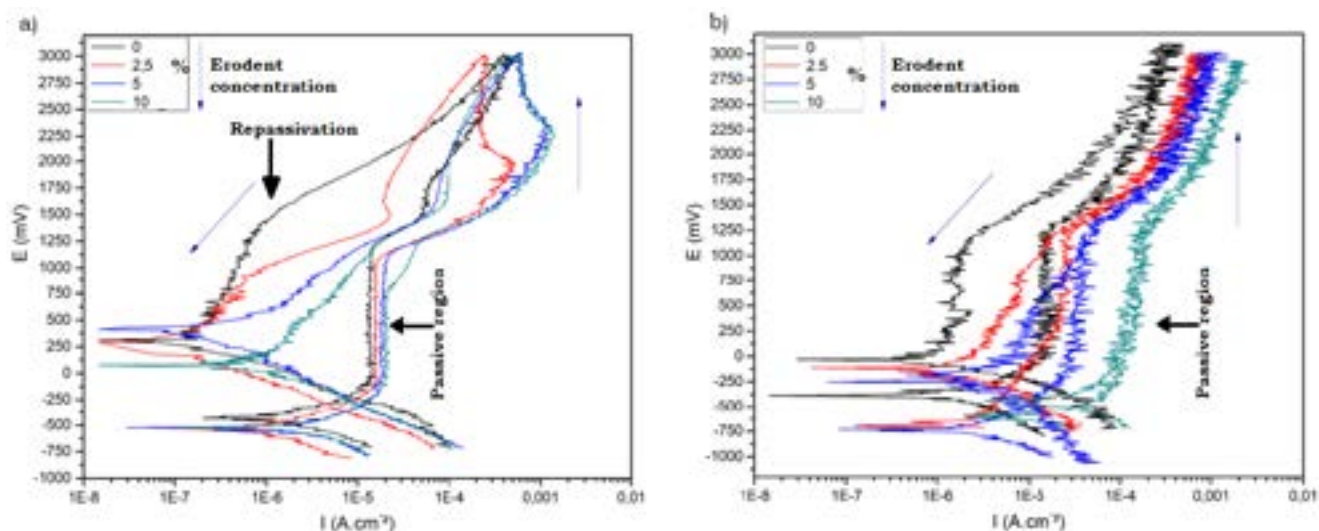 a)
0
2,5 %
5
10
Erodent
concentration
Repassivation
Passive region
E (mV)
3000
2750
2500
2250
2000
1750
1500
1250
1000
750
500
250
0
-250
-500
-750
-1000
1E-8 1E-7 1E-6 1E-5 1E-4 0,001 0,01
I (A.cm⁻²)
b)
0
2,5 %
5
10
Erodent
concentration
Passive region
E (mV)
3000
2750
2500
2250
2000
1750
1500
1250
1000
750
500
250
0
-250
-500
-750
-1000
1E-8 1E-7 1E-6 1E-5 1E-4 0,001 0,01
I (A.cm⁻²)